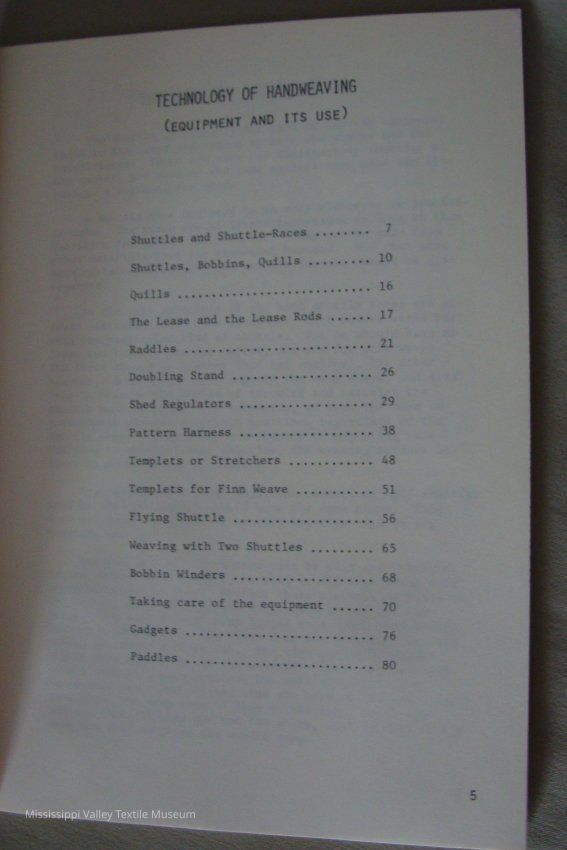 TECHNOLOGY OF HANDWEAVING
(EQUIPMENT AND ITS USE)
Shuttles and Shuttle-Races ........ 7
Shuttles, Bobbins, Quills ......... 10
Quills ............................ 16
The Lease and the Lease Rods ...... 17
Raddles ........................... 21
Doubling Stand .................... 26
Shed Regulators ................... 29
Pattern Harness ................... 38
Templets or Stretchers ............ 48
Templets for Finn Weave ........... 51
Flying Shuttle .................... 56
Weaving with Two Shuttles ......... 65
Bobbin Winders .................... 68
Taking care of the equipment ...... 70
Gadgets ........................... 76
Paddles ........................... 80
5
Mississippi Valley Textile Museum